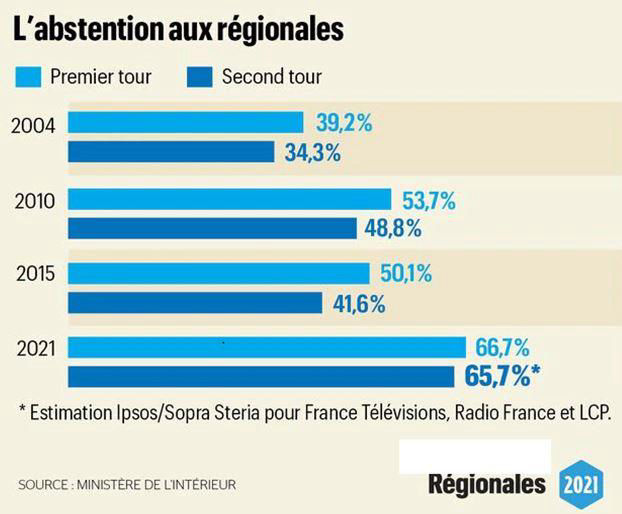 L'abstention aux régionales
Premier tour Second tour
2004 39,2%
34,3%
2010 53,7%
48,8%
2015 50,1%
41,6%
2021 66,7%
65,7%*
* Estimation Ipsos/Sopra Steria pour France Télévisions, Radio France et LCP.
SOURCE : MINISTÈRE DE L'INTÉRIEUR
Régionales 2021